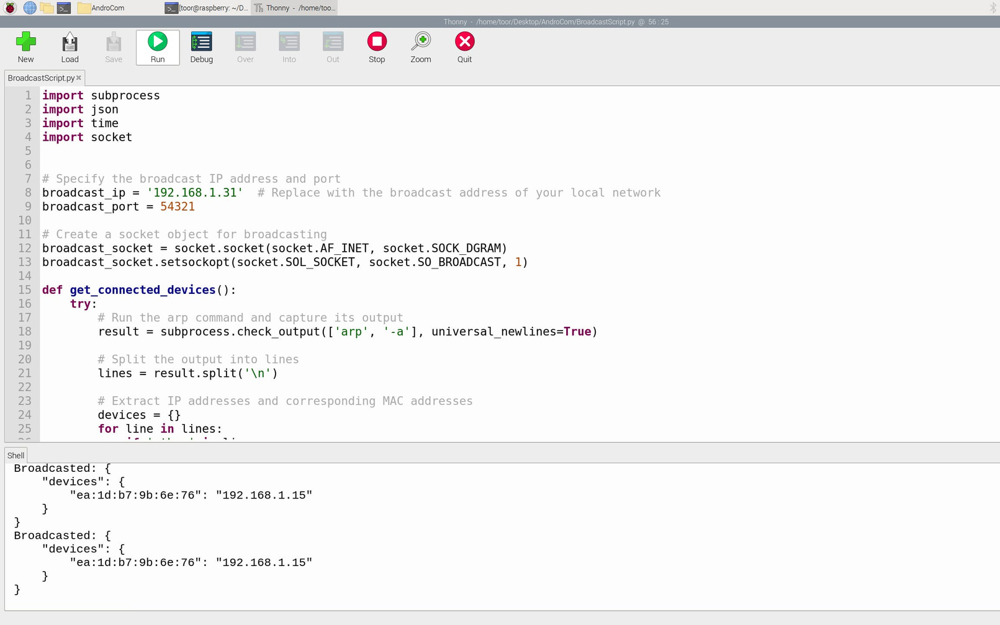 AndroCom
[toor@raspberry: ~/D...
Thonny - /home/too...
Thonny - /home/toor/Desktop/AndroCom/BroadcastScript.py @ 56 : 25
New
Load
Save
Run
Debug
Over
Into
Out
Stop
Zoom
Quit
BroadcastScript.py
1 import subprocess
2 import json
3 import time
4 import socket
5
6
7 # Specify the broadcast IP address and port
8 broadcast_ip = '192.168.1.31'  # Replace with the broadcast address of your local network
9 broadcast_port = 54321
10
11 # Create a socket object for broadcasting
12 broadcast_socket = socket.socket(socket.AF_INET, socket.SOCK_DGRAM)
13 broadcast_socket.setsockopt(socket.SOL_SOCKET, socket.SO_BROADCAST, 1)
14
15 def get_connected_devices():
16     try:
17         # Run the arp command and capture its output
18         result = subprocess.check_output(['arp', '-a'], universal_newlines=True)
19
20         # Split the output into lines
21         lines = result.split('\n')
22
23         # Extract IP addresses and corresponding MAC addresses
24         devices = {}
25         for line in lines:
Shell
Broadcasted: {
    "devices": {
        "ea:1d:b7:9b:6e:76": "192.168.1.15"
    }
}
Broadcasted: {
    "devices": {
        "ea:1d:b7:9b:6e:76": "192.168.1.15"
    }
}